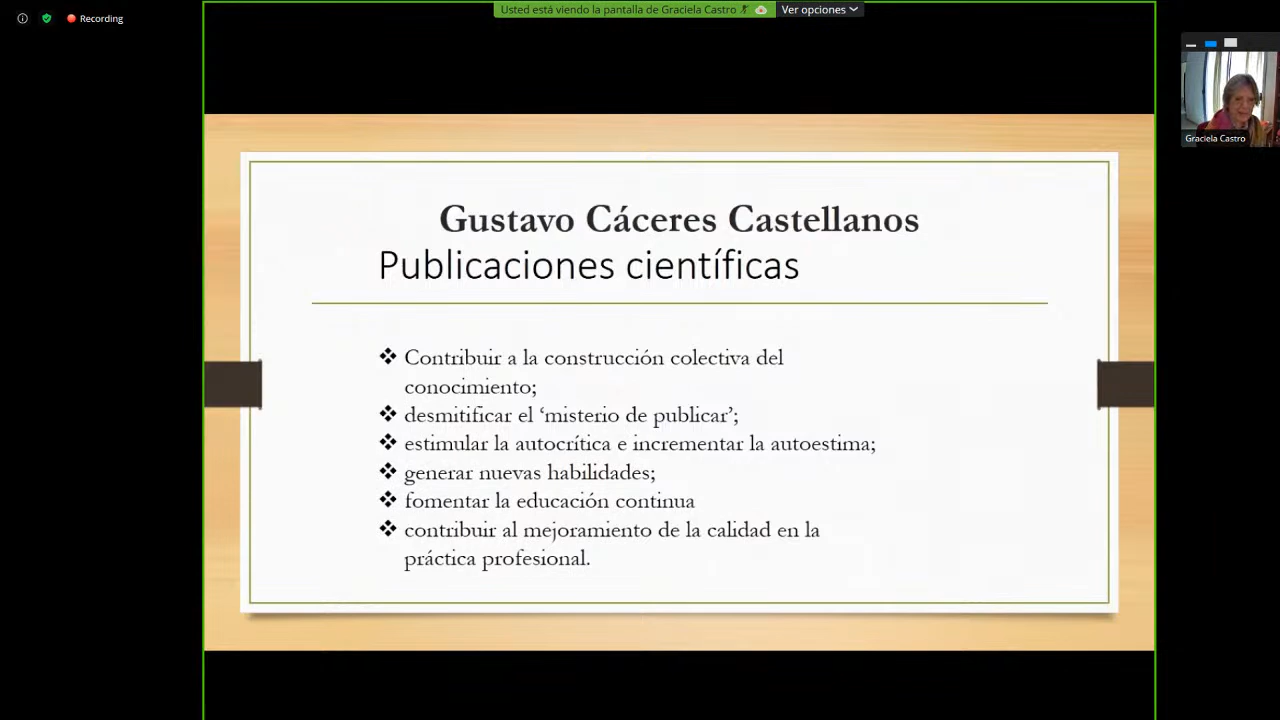 Recording
Usted está viendo la pantalla de Graciela Castro
Ver opciones
Graciela Castro
Gustavo Cáceres Castellanos
Publicaciones científicas
❖ Contribuir a la construcción colectiva del
conocimiento;
❖ desmitificar el ‘misterio de publicar’;
❖ estimular la autocrítica e incrementar la autoestima;
❖ generar nuevas habilidades;
❖ fomentar la educación continua
❖ contribuir al mejoramiento de la calidad en la
práctica profesional.